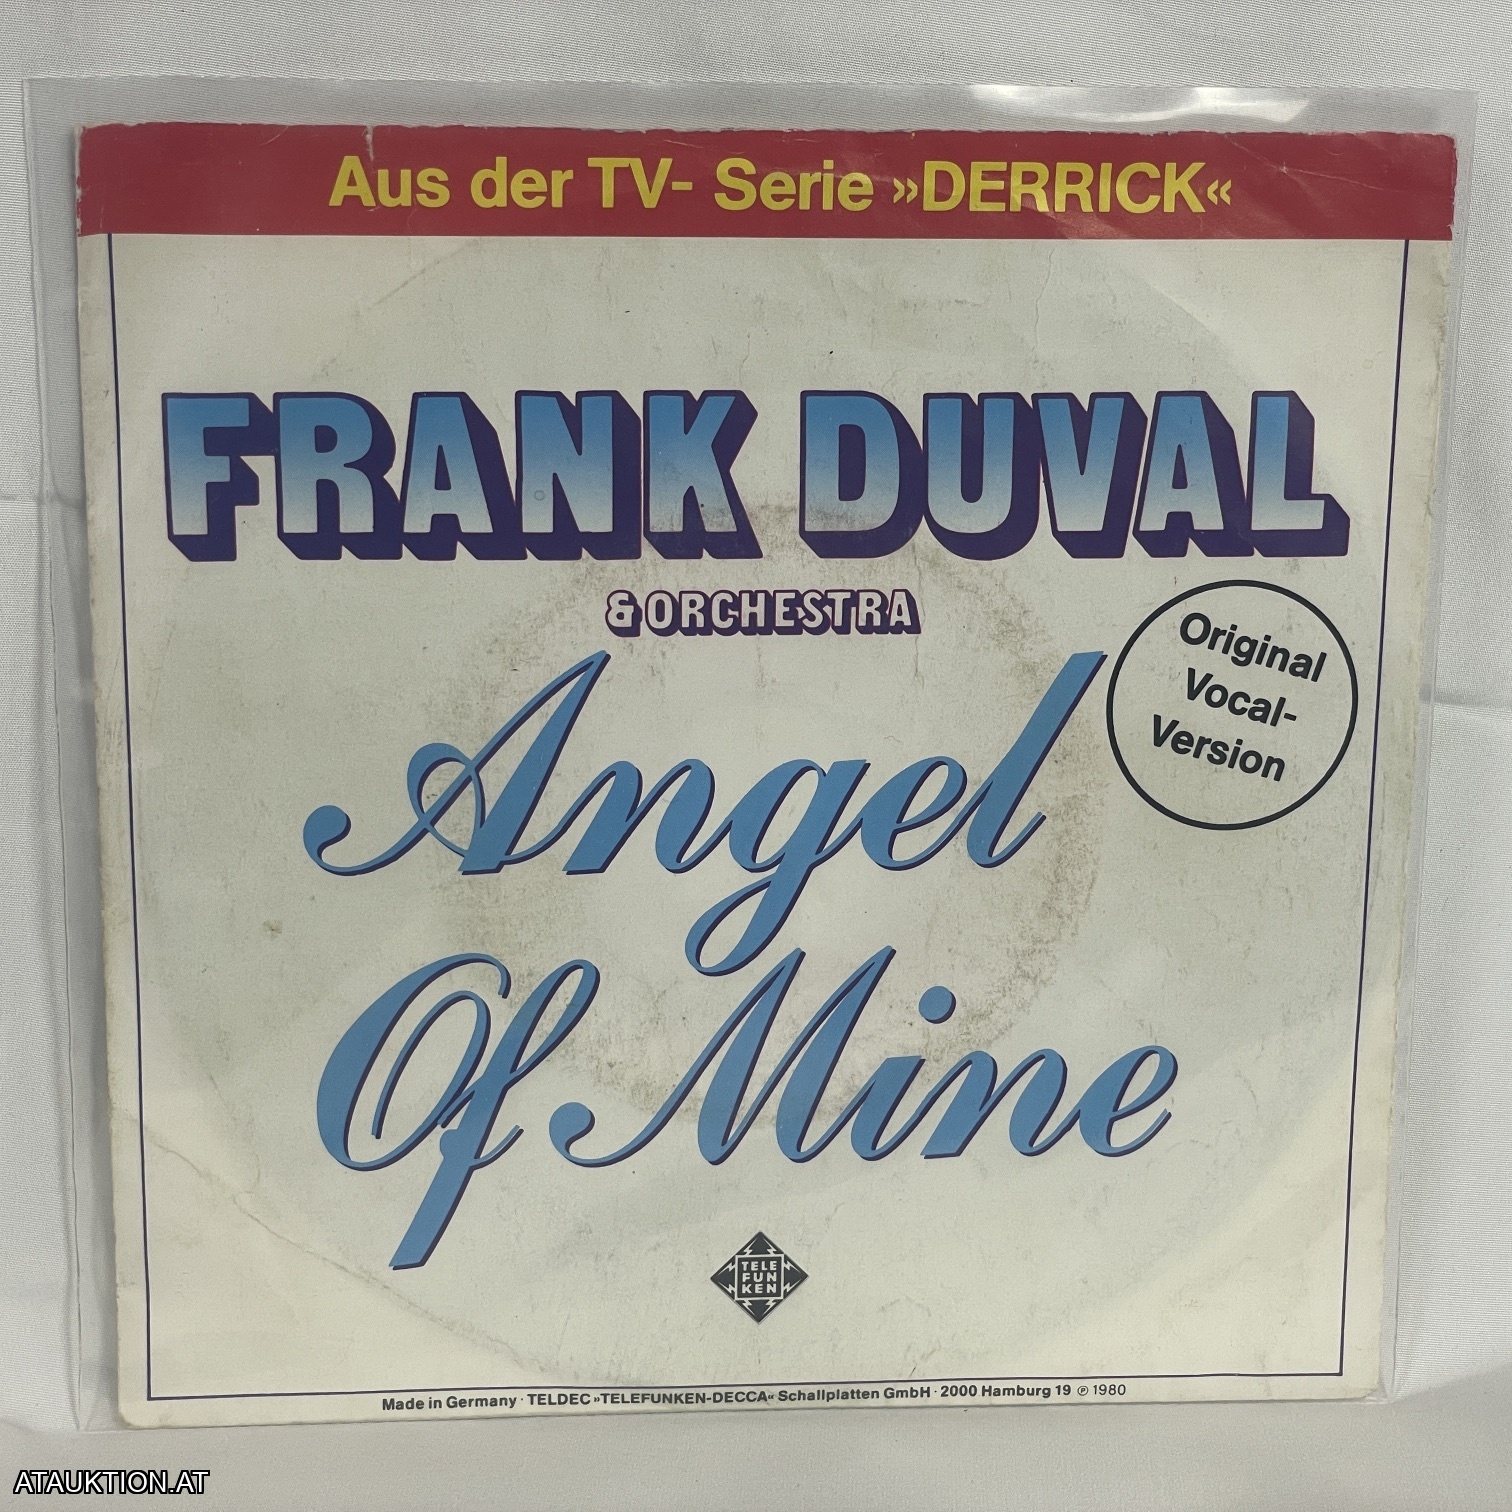 Aus der TV- Serie »DERRICK«
FRANK DUVAL
& ORCHESTRA
Original
Vocal-
Version
Angel
Of Mine
TELE
FUN
KEN
Made in Germany · TELDEC »TELEFUNKEN-DECCA« Schallplatten GmbH · 2000 Hamburg 19 ℗ 1980
ATAUKTION.AT